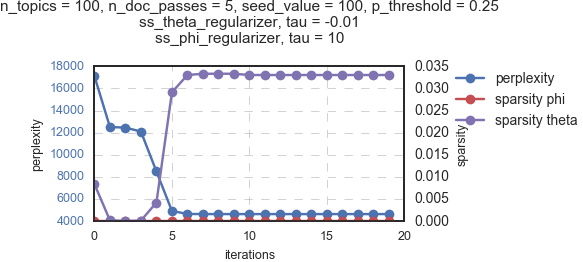 n_topics = 100, n_doc_passes = 5, seed_value = 100, p_threshold = 0.25
ss_theta_regularizer, tau = -0.01
ss_phi_regularizer, tau = 10
18000
16000
14000
12000
10000
8000
6000
4000
perplexity
0
5
10
15
20
iterations
0.035
0.030
0.025
0.020
0.015
0.010
0.005
0.000
sparsity
perplexity
sparsity phi
sparsity theta